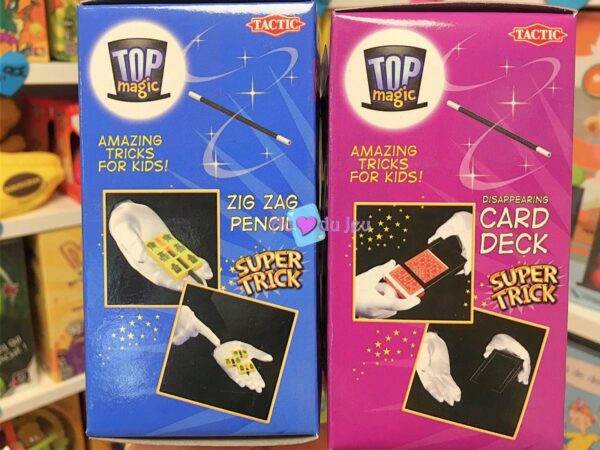 TACTIC
TOP
magic
AMAZING
TRICKS
FOR KIDS!
ZIG ZAG
PENCIL
SUPER
TRICK
TACTIC
TOP
magic
AMAZING
TRICKS
FOR KIDS!
DISAPPEARING
CARD
DECK
SUPER
TRICK
du Jeu